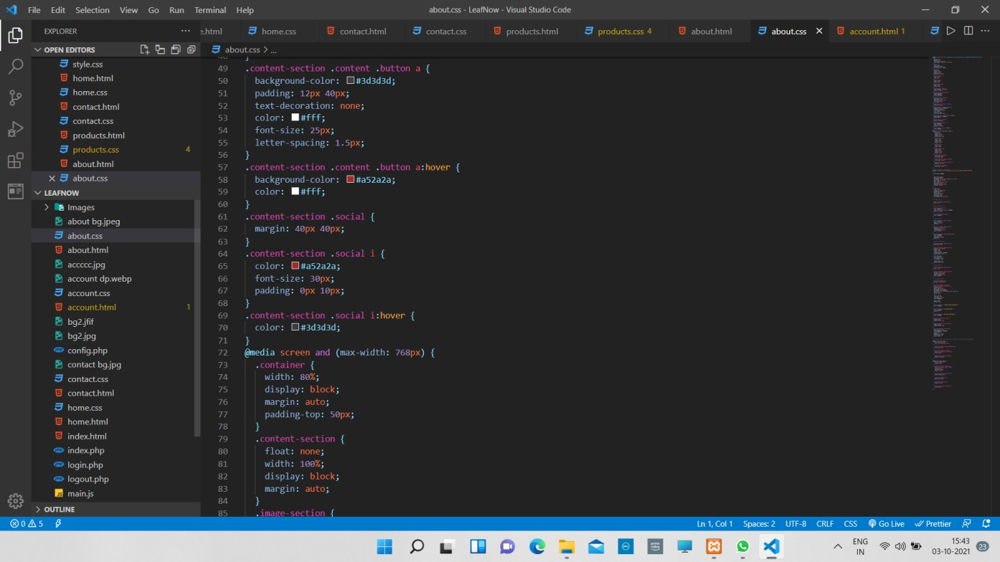 File Edit Selection View Go Run Terminal Help
about.css - LeafNow - Visual Studio Code
EXPLORER
e.html
home.css
contact.html
contact.css
products.html
products.css 4
about.html
about.css
account.html 1
OPEN EDITORS
style.css
home.html
home.css
contact.html
contact.css
products.html
products.css 4
about.html
about.css
LEAFNOW
Images
about bg.jpeg
about.css
about.html
accccc.jpg
account dp.webp
account.css
account.html 1
bg2.jfif
bg2.jpg
config.php
contact bg.jpg
contact.css
contact.html
home.css
home.html
index.html
index.php
login.php
logout.php
main.js
OUTLINE
about.css > ...
49 .content-section .content .button a {
50 background-color: #3d3d3d;
51 padding: 12px 40px;
52 text-decoration: none;
53 color: #fff;
54 font-size: 25px;
55 letter-spacing: 1.5px;
56 }
57 .content-section .content .button a:hover {
58 background-color: #a52a2a;
59 color: #fff;
60 }
61 .content-section .social {
62 margin: 40px 40px;
63 }
64 .content-section .social i {
65 color: #a52a2a;
66 font-size: 30px;
67 padding: 0px 10px;
68 }
69 .content-section .social i:hover {
70 color: #3d3d3d;
71 }
72 @media screen and (max-width: 768px) {
73 .container {
74 width: 80%;
75 display: block;
76 margin: auto;
77 padding-top: 50px;
78 }
79 .content-section {
80 float: none;
81 width: 100%;
82 display: block;
83 margin: auto;
84 }
85 .image-section {
0 5
Ln 1, Col 1 Spaces: 2 UTF-8 CRLF CSS Go Live Prettier
ENG
IN
15:43
03-10-2021
23